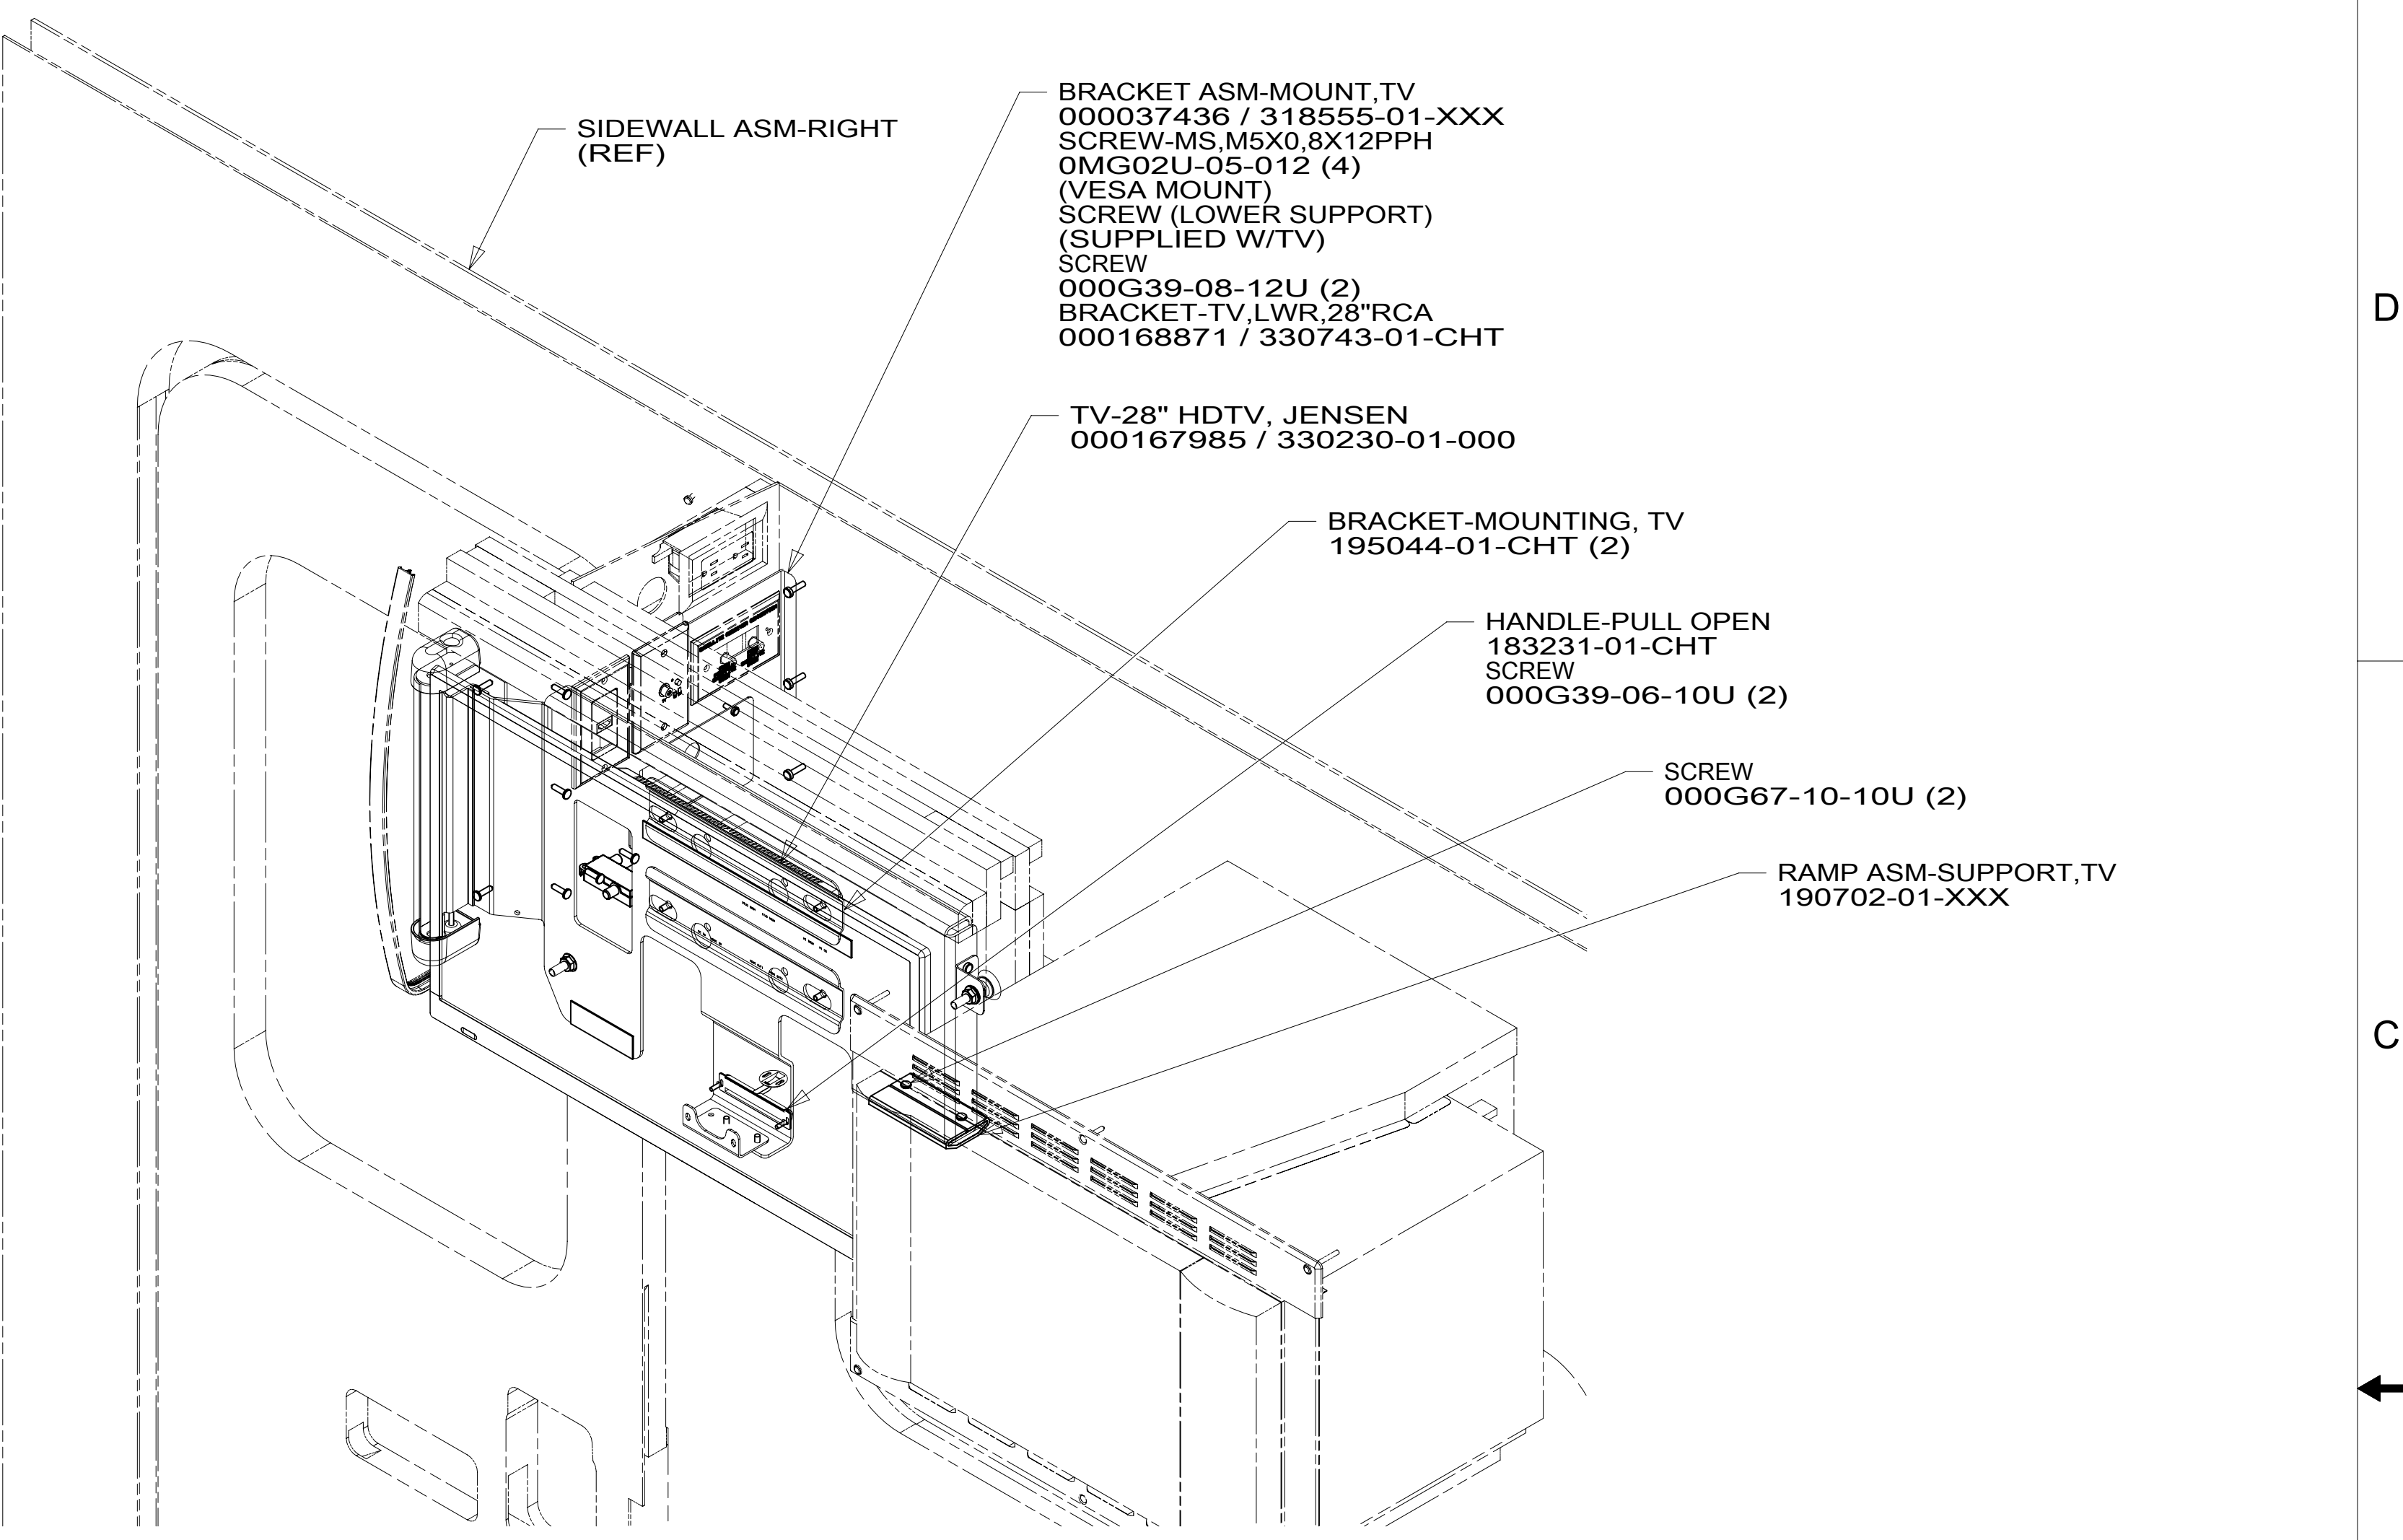 SIDEWALL ASM-RIGHT
(REF)
BRACKET ASM-MOUNT,TV
000037436 / 318555-01-XXX
SCREW-MS,M5X0,8X12PPH
0MG02U-05-012 (4)
(VESA MOUNT)
SCREW (LOWER SUPPORT)
(SUPPLIED W/TV)
SCREW
000G39-08-12U (2)
BRACKET-TV,LWR,28"RCA
000168871 / 330743-01-CHT
D
TV-28" HDTV, JENSEN
000167985 / 330230-01-000
BRACKET-MOUNTING, TV
195044-01-CHT (2)
HANDLE-PULL OPEN
183231-01-CHT
SCREW
000G39-06-10U (2)
SCREW
000G67-10-10U (2)
RAMP ASM-SUPPORT,TV
190702-01-XXX
C